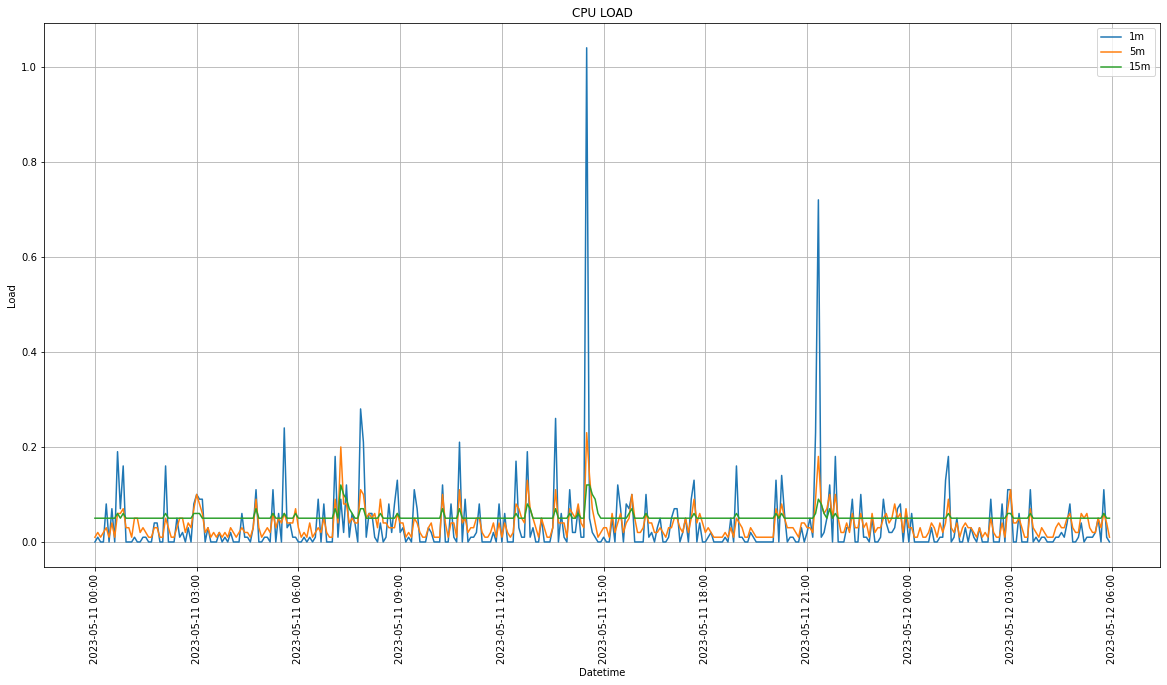 CPU LOAD
1m
5m
15m
1.0
0.8
0.6
0.4
0.2
0.0
Load
2023-05-11 00:00
2023-05-11 03:00
2023-05-11 06:00
2023-05-11 09:00
2023-05-11 12:00
2023-05-11 15:00
2023-05-11 18:00
2023-05-11 21:00
2023-05-12 00:00
2023-05-12 03:00
2023-05-12 06:00
Datetime